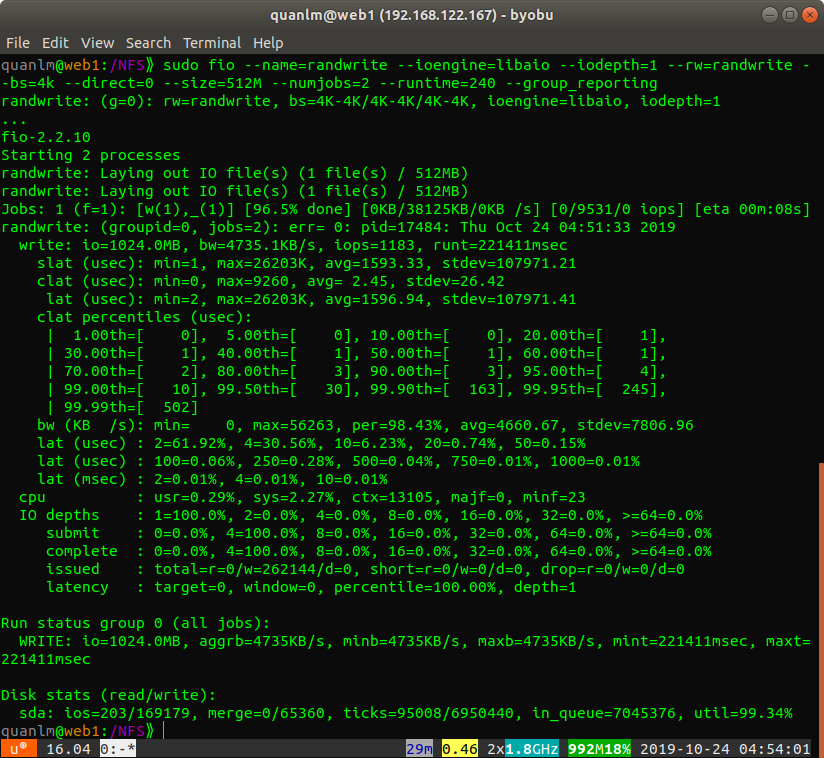 quanlm@web1 (192.168.122.167) - byobu
File Edit View Search Terminal Help
quanlm@web1:/NFS⟫ sudo fio --name=randwrite --ioengine=libaio --iodepth=1 --rw=randwrite -
-bs=4k --direct=0 --size=512M --numjobs=2 --runtime=240 --group_reporting
randwrite: (g=0): rw=randwrite, bs=4K-4K/4K-4K/4K-4K, ioengine=libaio, iodepth=1
...
fio-2.2.10
Starting 2 processes
randwrite: Laying out IO file(s) (1 file(s) / 512MB)
randwrite: Laying out IO file(s) (1 file(s) / 512MB)
Jobs: 1 (f=1): [w(1),_(1)] [96.5% done] [0KB/38125KB/0KB /s] [0/9531/0 iops] [eta 00m:08s]
randwrite: (groupid=0, jobs=2): err= 0: pid=17484: Thu Oct 24 04:51:33 2019
  write: io=1024.0MB, bw=4735.1KB/s, iops=1183, runt=221411msec
    slat (usec): min=1, max=26203K, avg=1593.33, stdev=107971.21
    clat (usec): min=0, max=9260, avg= 2.45, stdev=26.42
     lat (usec): min=2, max=26203K, avg=1596.94, stdev=107971.41
    clat percentiles (usec):
     |  1.00th=[    0],  5.00th=[    0], 10.00th=[    0], 20.00th=[    1],
     | 30.00th=[    1], 40.00th=[    1], 50.00th=[    1], 60.00th=[    1],
     | 70.00th=[    2], 80.00th=[    3], 90.00th=[    3], 95.00th=[    4],
     | 99.00th=[   10], 99.50th=[   30], 99.90th=[  163], 99.95th=[  245],
     | 99.99th=[  502]
    bw (KB  /s): min=    0, max=56263, per=98.43%, avg=4660.67, stdev=7806.96
    lat (usec) : 2=61.92%, 4=30.56%, 10=6.23%, 20=0.74%, 50=0.15%
    lat (usec) : 100=0.06%, 250=0.28%, 500=0.04%, 750=0.01%, 1000=0.01%
    lat (msec) : 2=0.01%, 4=0.01%, 10=0.01%
  cpu          : usr=0.29%, sys=2.27%, ctx=13105, majf=0, minf=23
  IO depths    : 1=100.0%, 2=0.0%, 4=0.0%, 8=0.0%, 16=0.0%, 32=0.0%, >=64=0.0%
     submit    : 0=0.0%, 4=100.0%, 8=0.0%, 16=0.0%, 32=0.0%, 64=0.0%, >=64=0.0%
     complete  : 0=0.0%, 4=100.0%, 8=0.0%, 16=0.0%, 32=0.0%, 64=0.0%, >=64=0.0%
     issued    : total=r=0/w=262144/d=0, short=r=0/w=0/d=0, drop=r=0/w=0/d=0
     latency   : target=0, window=0, percentile=100.00%, depth=1
Run status group 0 (all jobs):
  WRITE: io=1024.0MB, aggrb=4735KB/s, minb=4735KB/s, maxb=4735KB/s, mint=221411msec, maxt=
221411msec
Disk stats (read/write):
  sda: ios=203/169179, merge=0/65360, ticks=95008/6950440, in_queue=7045376, util=99.34%
quanlm@web1:/NFS⟫
u® 16.04 0:-* 29m 0.46 2x1.8GHz 992M18% 2019-10-24 04:54:01